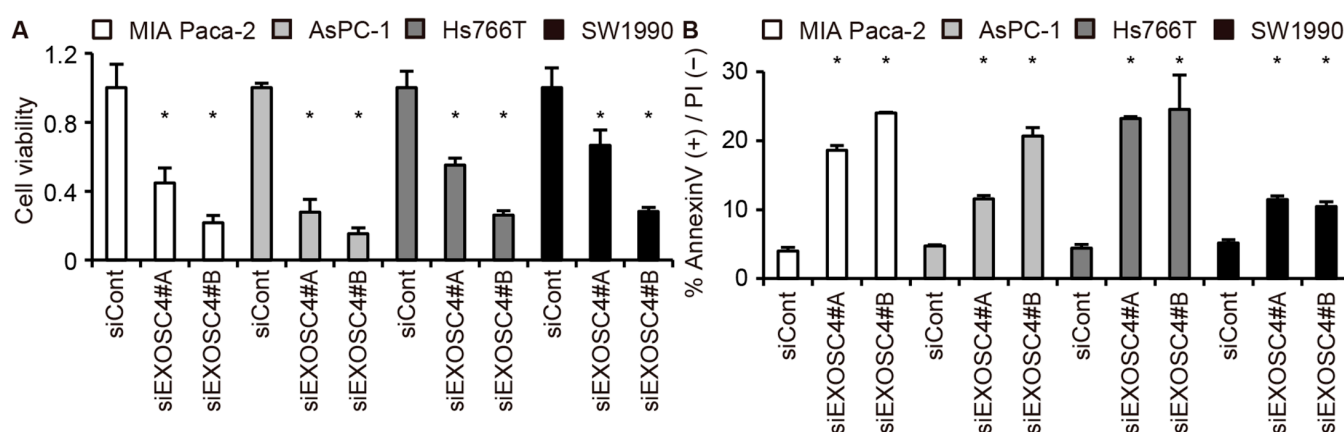 A MIA Paca-2 AsPC-1 Hs766T SW1990
Cell viability
1.2
0.8
0.4
0
* * * * * * * *
siCont
siEXOSC4#A
siEXOSC4#B
siCont
siEXOSC4#A
siEXOSC4#B
siCont
siEXOSC4#A
siEXOSC4#B
siCont
siEXOSC4#A
siEXOSC4#B
B MIA Paca-2 AsPC-1 Hs766T SW1990
% AnnexinV (+) / PI (−)
* * * * * * * *
30
20
10
0
siCont
siEXOSC4#A
siEXOSC4#B
siCont
siEXOSC4#A
siEXOSC4#B
siCont
siEXOSC4#A
siEXOSC4#B
siCont
siEXOSC4#A
siEXOSC4#B